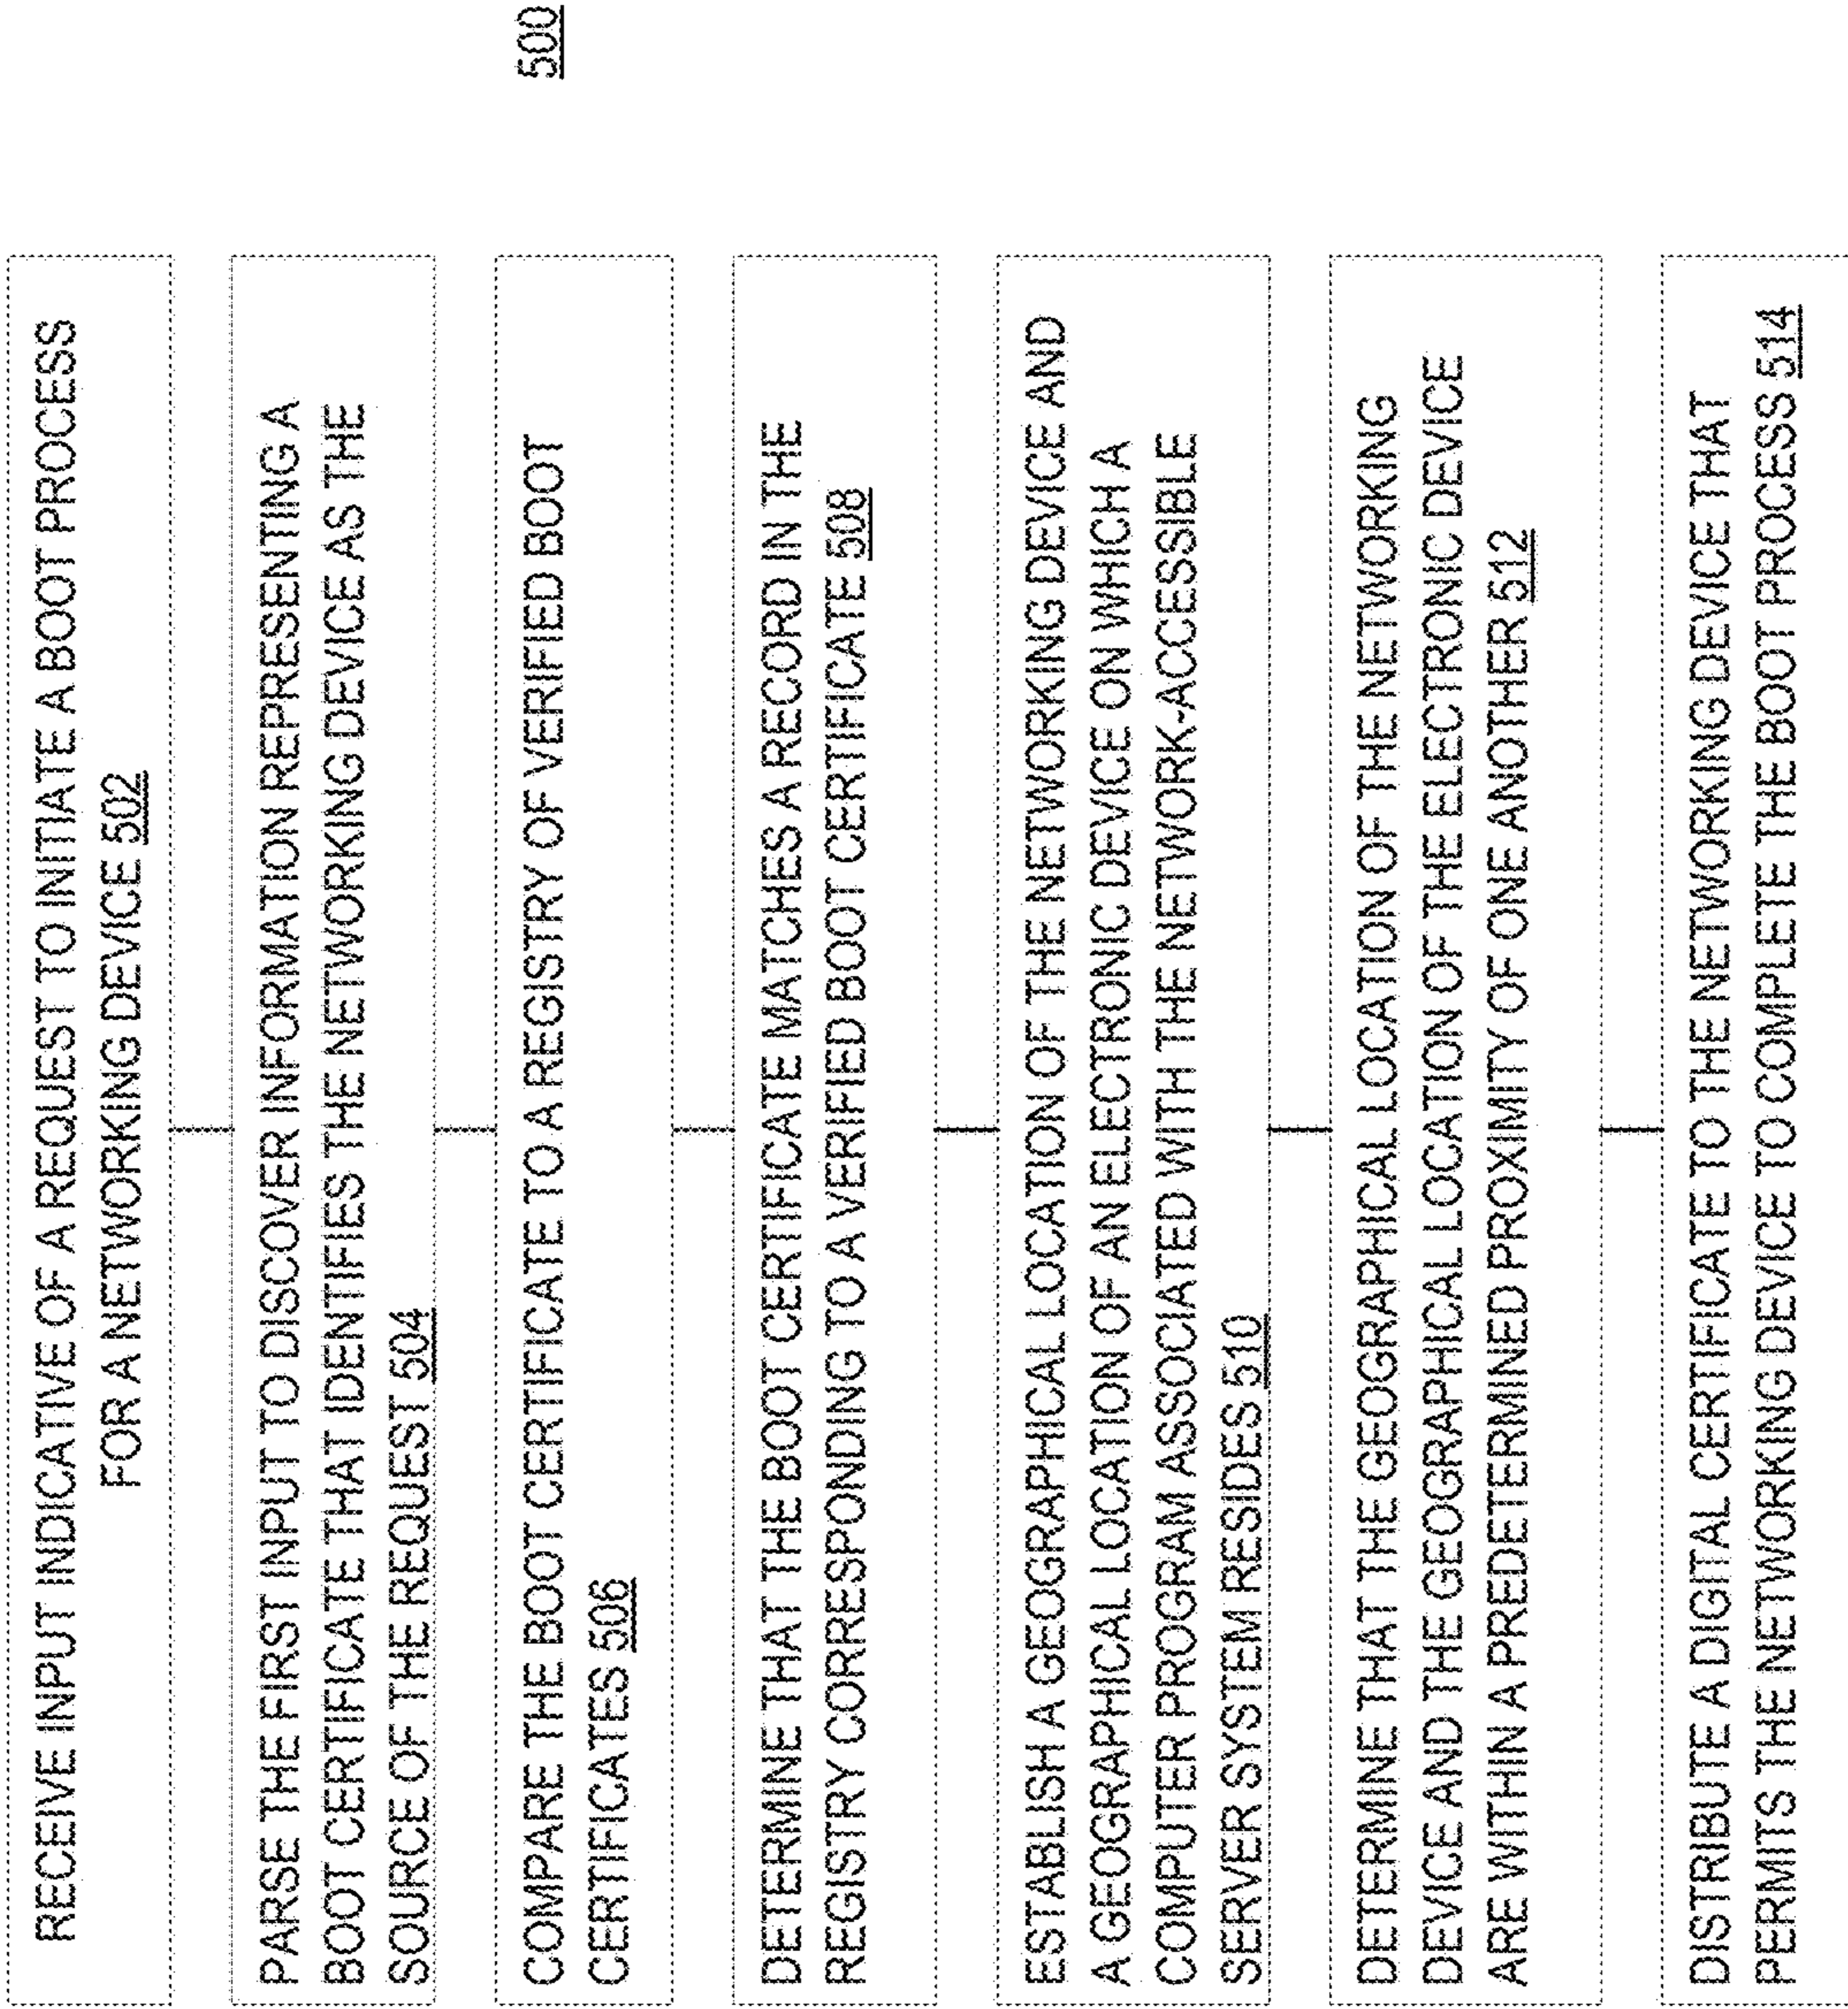 RECEIVE INPUT INDICATIVE OF A REQUEST TO INITIATE A BOOT PROCESS
FOR A NETWORKING DEVICE 502
PARSE THE FIRST INPUT TO DISCOVER INFORMATION REPRESENTING A
BOOT CERTIFICATE THAT IDENTIFIES THE NETWORKING DEVICE AS THE
SOURCE OF THE REQUEST 504
COMPARE THE BOOT CERTIFICATE TO A REGISTRY OF VERIFIED BOOT
CERTIFICATES 506
DETERMINE THAT THE BOOT CERTIFICATE MATCHES A RECORD IN THE
REGISTRY CORRESPONDING TO A VERIFIED BOOT CERTIFICATE 508
ESTABLISH A GEOGRAPHICAL LOCATION OF THE NETWORKING DEVICE AND
A GEOGRAPHICAL LOCATION OF AN ELECTRONIC DEVICE ON WHICH A
COMPUTER PROGRAM ASSOCIATED WITH THE NETWORK-ACCESSIBLE
SERVER SYSTEM RESIDES 510
DETERMINE THAT THE GEOGRAPHICAL LOCATION OF THE NETWORKING
DEVICE AND THE GEOGRAPHICAL LOCATION OF THE ELECTRONIC DEVICE
ARE WITHIN A PREDETERMINED PROXIMITY OF ONE ANOTHER 512
DISTRIBUTE A DIGITAL CERTIFICATE TO THE NETWORKING DEVICE THAT
PERMITS THE NETWORKING DEVICE TO COMPLETE THE BOOT PROCESS 514
500